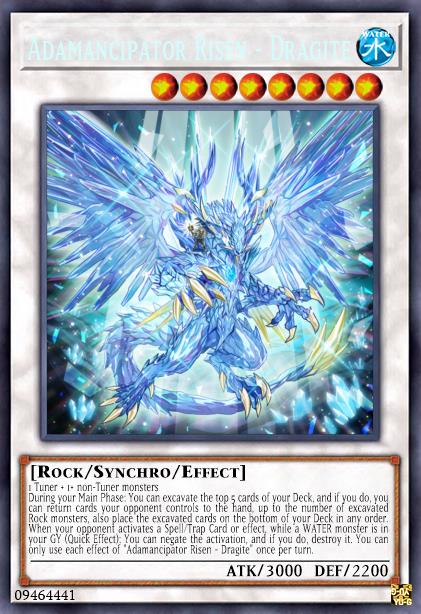 Adamancipator Risen - Dragite
WATER
水
[Rock/Synchro/Effect]
1 Tuner + 1+ non-Tuner monsters
During your Main Phase: You can excavate the top 5 cards of your Deck, and if you do, you
can return cards your opponent controls to the hand, up to the number of excavated
Rock monsters, also place the excavated cards on the bottom of your Deck in any order.
When your opponent activates a Spell/Trap Card or effect, while a WATER monster is in
your GY (Quick Effect): You can negate the activation, and if you do, destroy it. You can
only use each effect of "Adamancipator Risen - Dragite" once per turn.
ATK/3000 DEF/2200
09464441